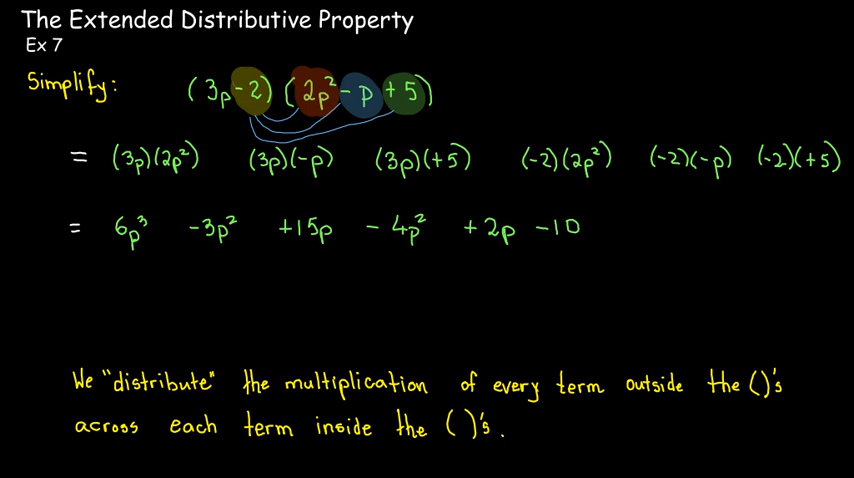 The Extended Distributive Property
Ex 7
Simplify: (3p-2)(2p²-p+5)
= (3p)(2p²) (3p)(-p) (3p)(+5) (-2)(2p²) (-2)(-p) (-2)(+5)
= 6p³ -3p² +15p - 4p² + 2p -10
We "distribute" the multiplication of every term outside the ( )'s
across each term inside the ( )'s.